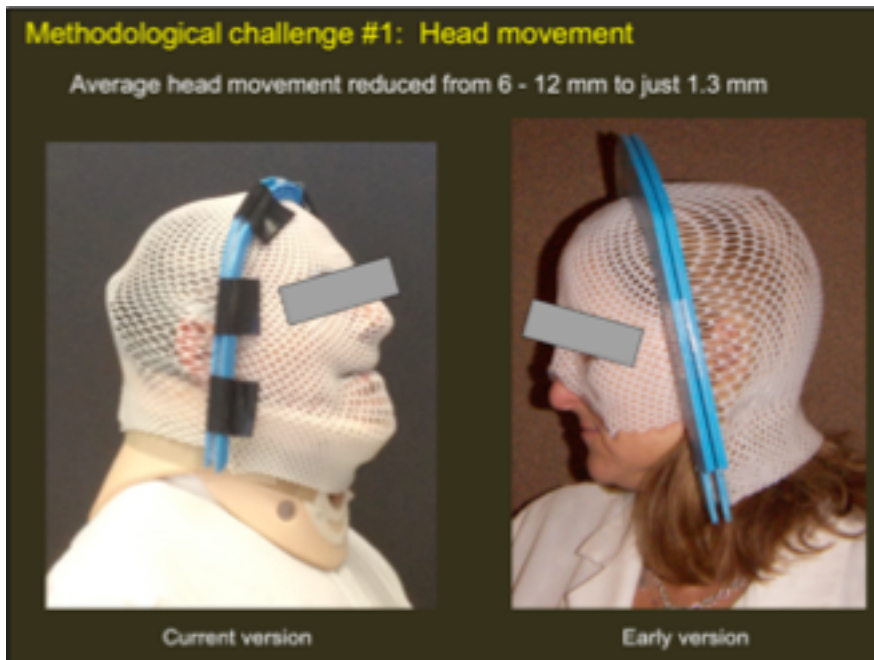 Methodological challenge #1: Head movement
Average head movement reduced from 6 - 12 mm to just 1.3 mm
Current version
Early version